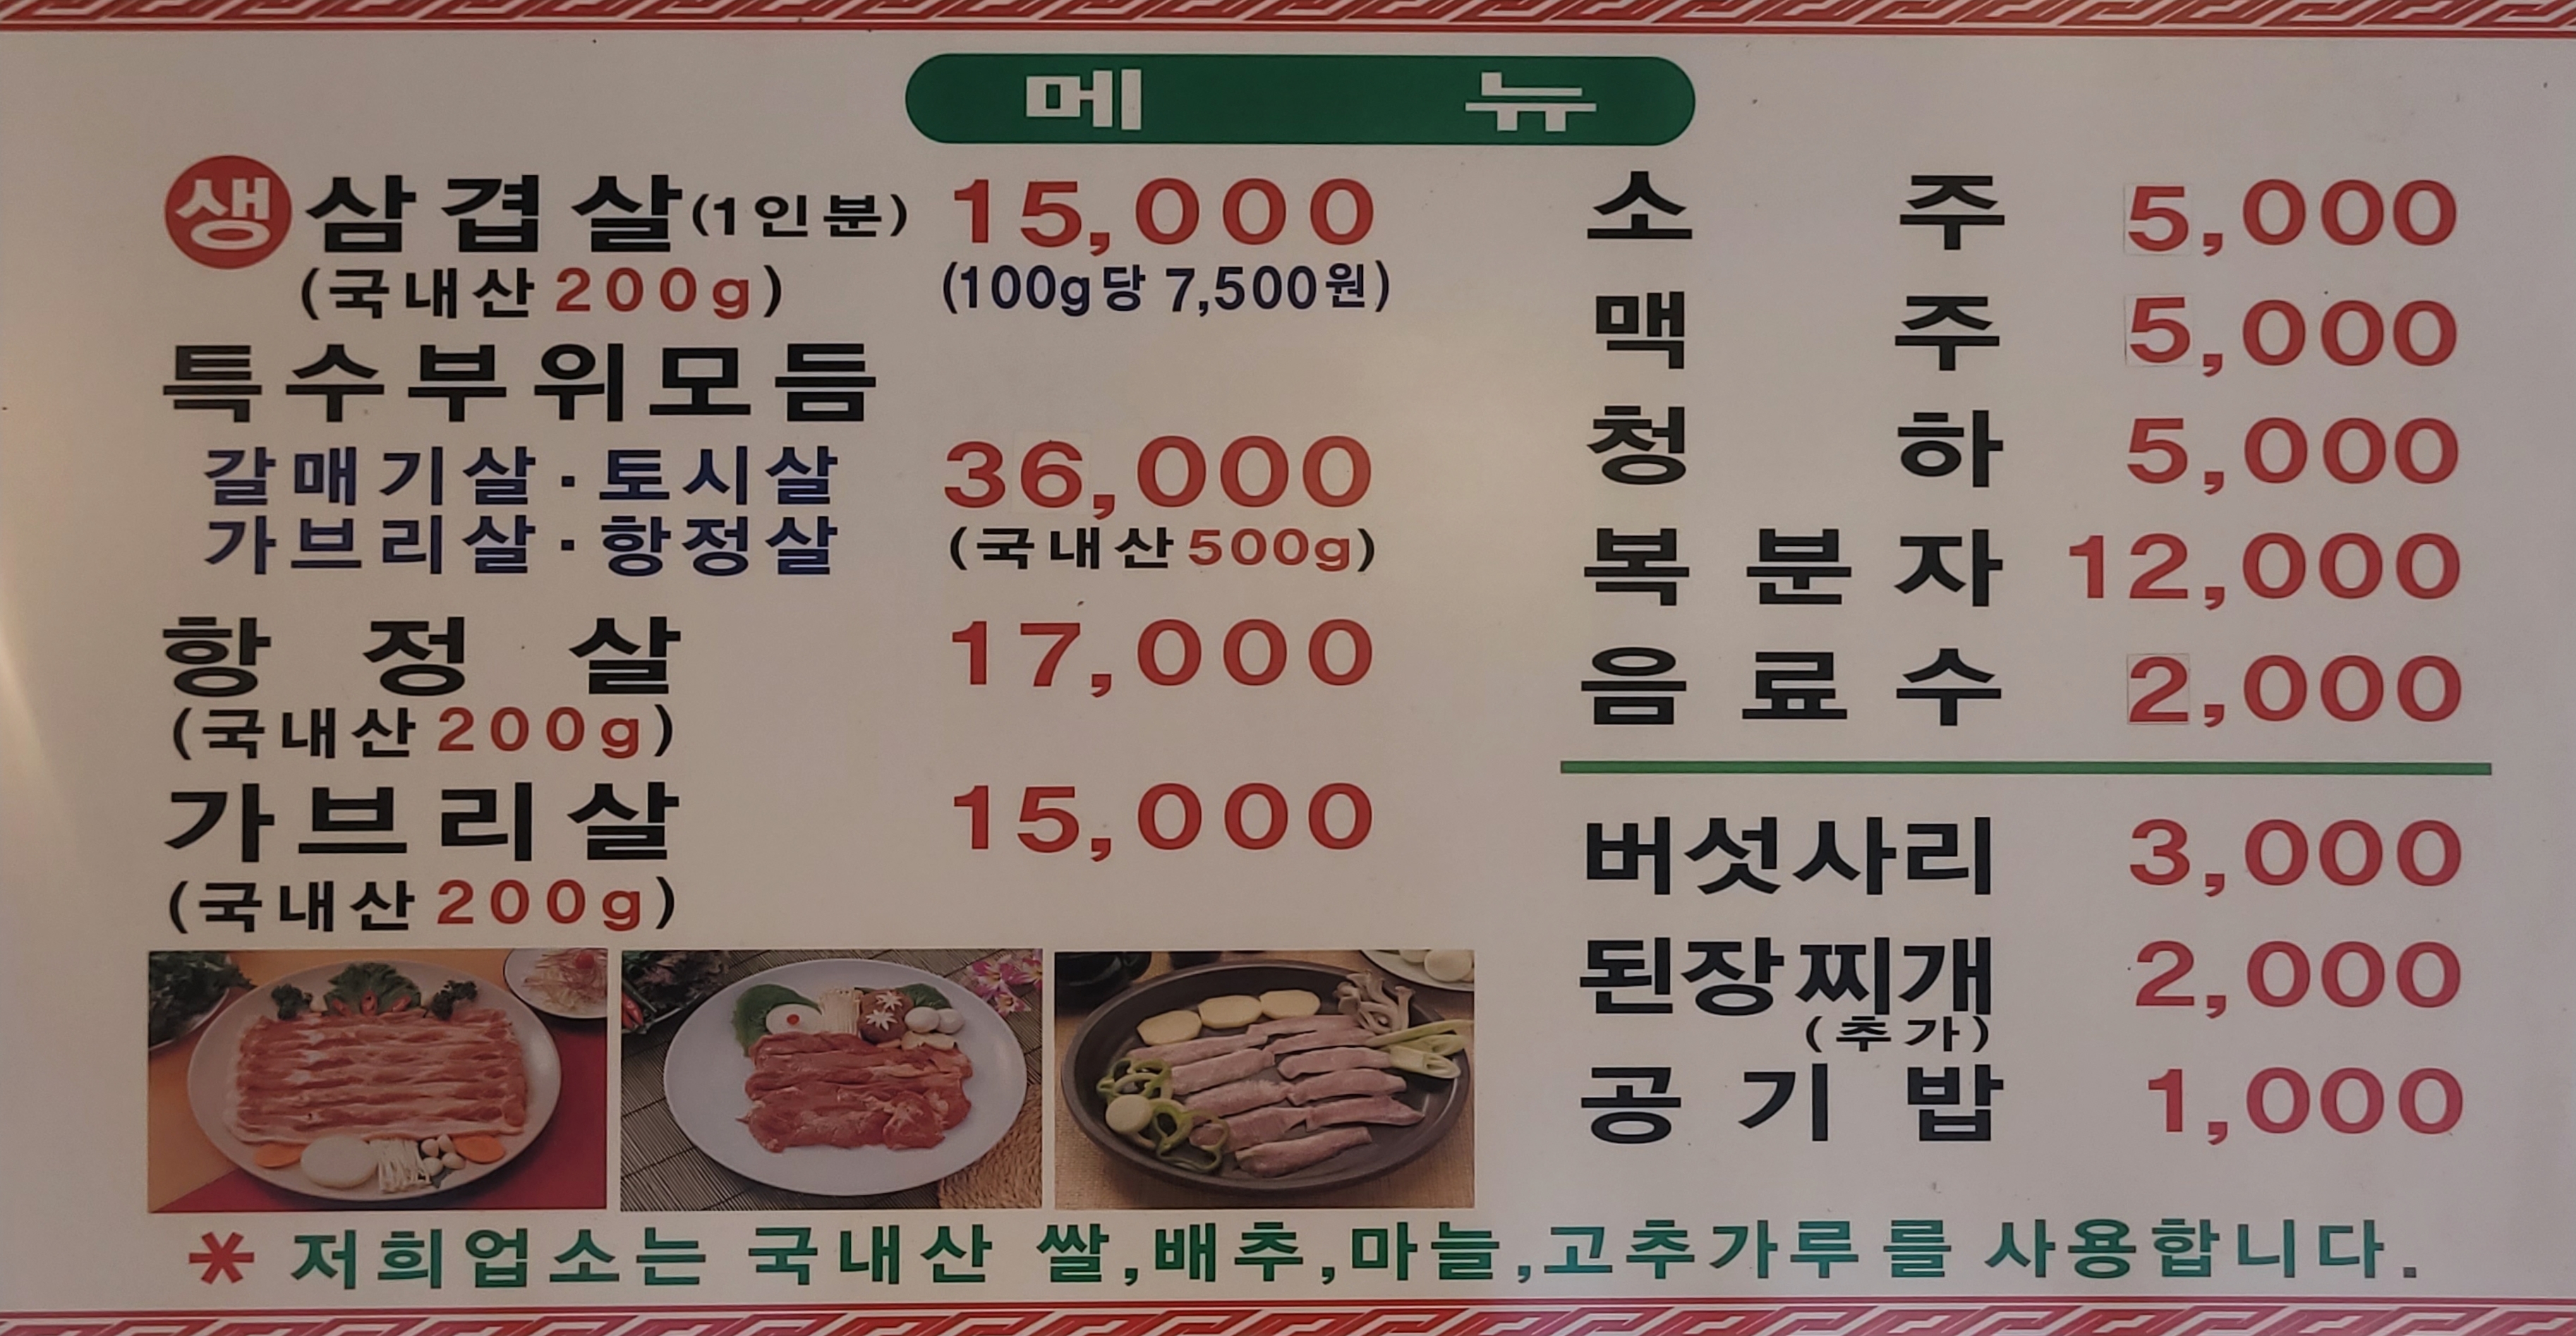 메 뉴
생 삼겹살(1인분) 15,000
(국내산 200g) (100g당 7,500원)
특수부위모듬
갈매기살·토시살 36,000
가브리살·항정살 (국내산 500g)
항정살 17,000
(국내산 200g)
가브리살 15,000
(국내산 200g)
소주 5,000
맥주 5,000
청하 5,000
복분자 12,000
음료수 2,000
버섯사리 3,000
된장찌개 2,000
(추가)
공기밥 1,000
* 저희업소는 국내산 쌀,배추,마늘,고추가루를 사용합니다.